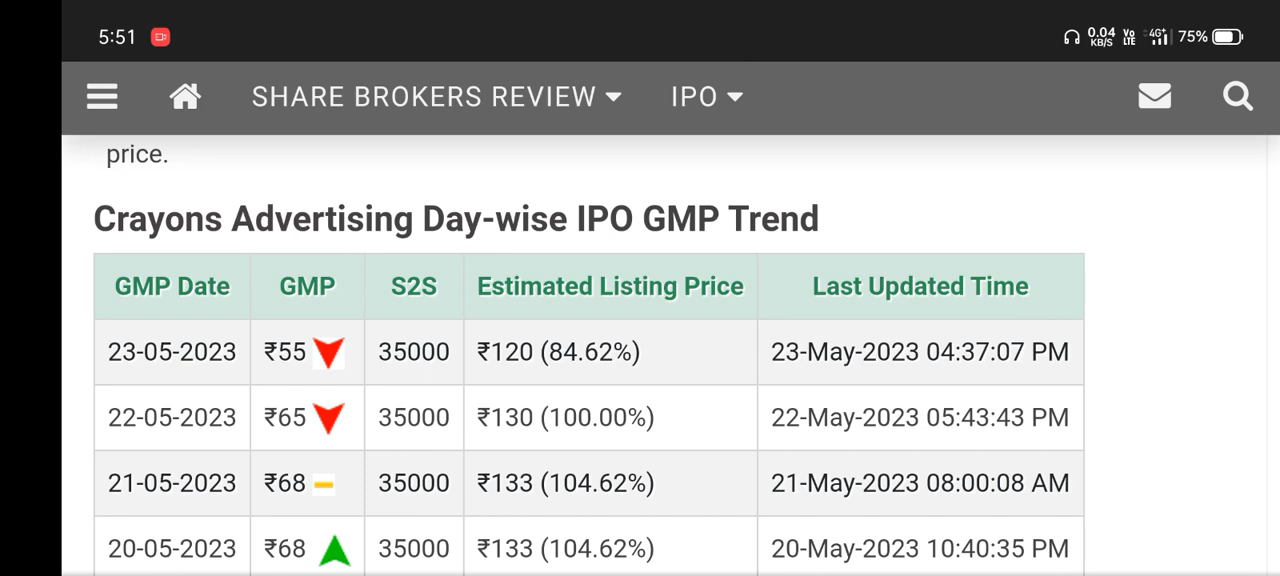 5:51 0.04 KB/S Vo LTE 4G+ 75%
SHARE BROKERS REVIEW IPO
price.
Crayons Advertising Day-wise IPO GMP Trend
GMP Date GMP S2S Estimated Listing Price Last Updated Time
23-05-2023 ₹55 35000 ₹120 (84.62%) 23-May-2023 04:37:07 PM
22-05-2023 ₹65 35000 ₹130 (100.00%) 22-May-2023 05:43:43 PM
21-05-2023 ₹68 35000 ₹133 (104.62%) 21-May-2023 08:00:08 AM
20-05-2023 ₹68 35000 ₹133 (104.62%) 20-May-2023 10:40:35 PM